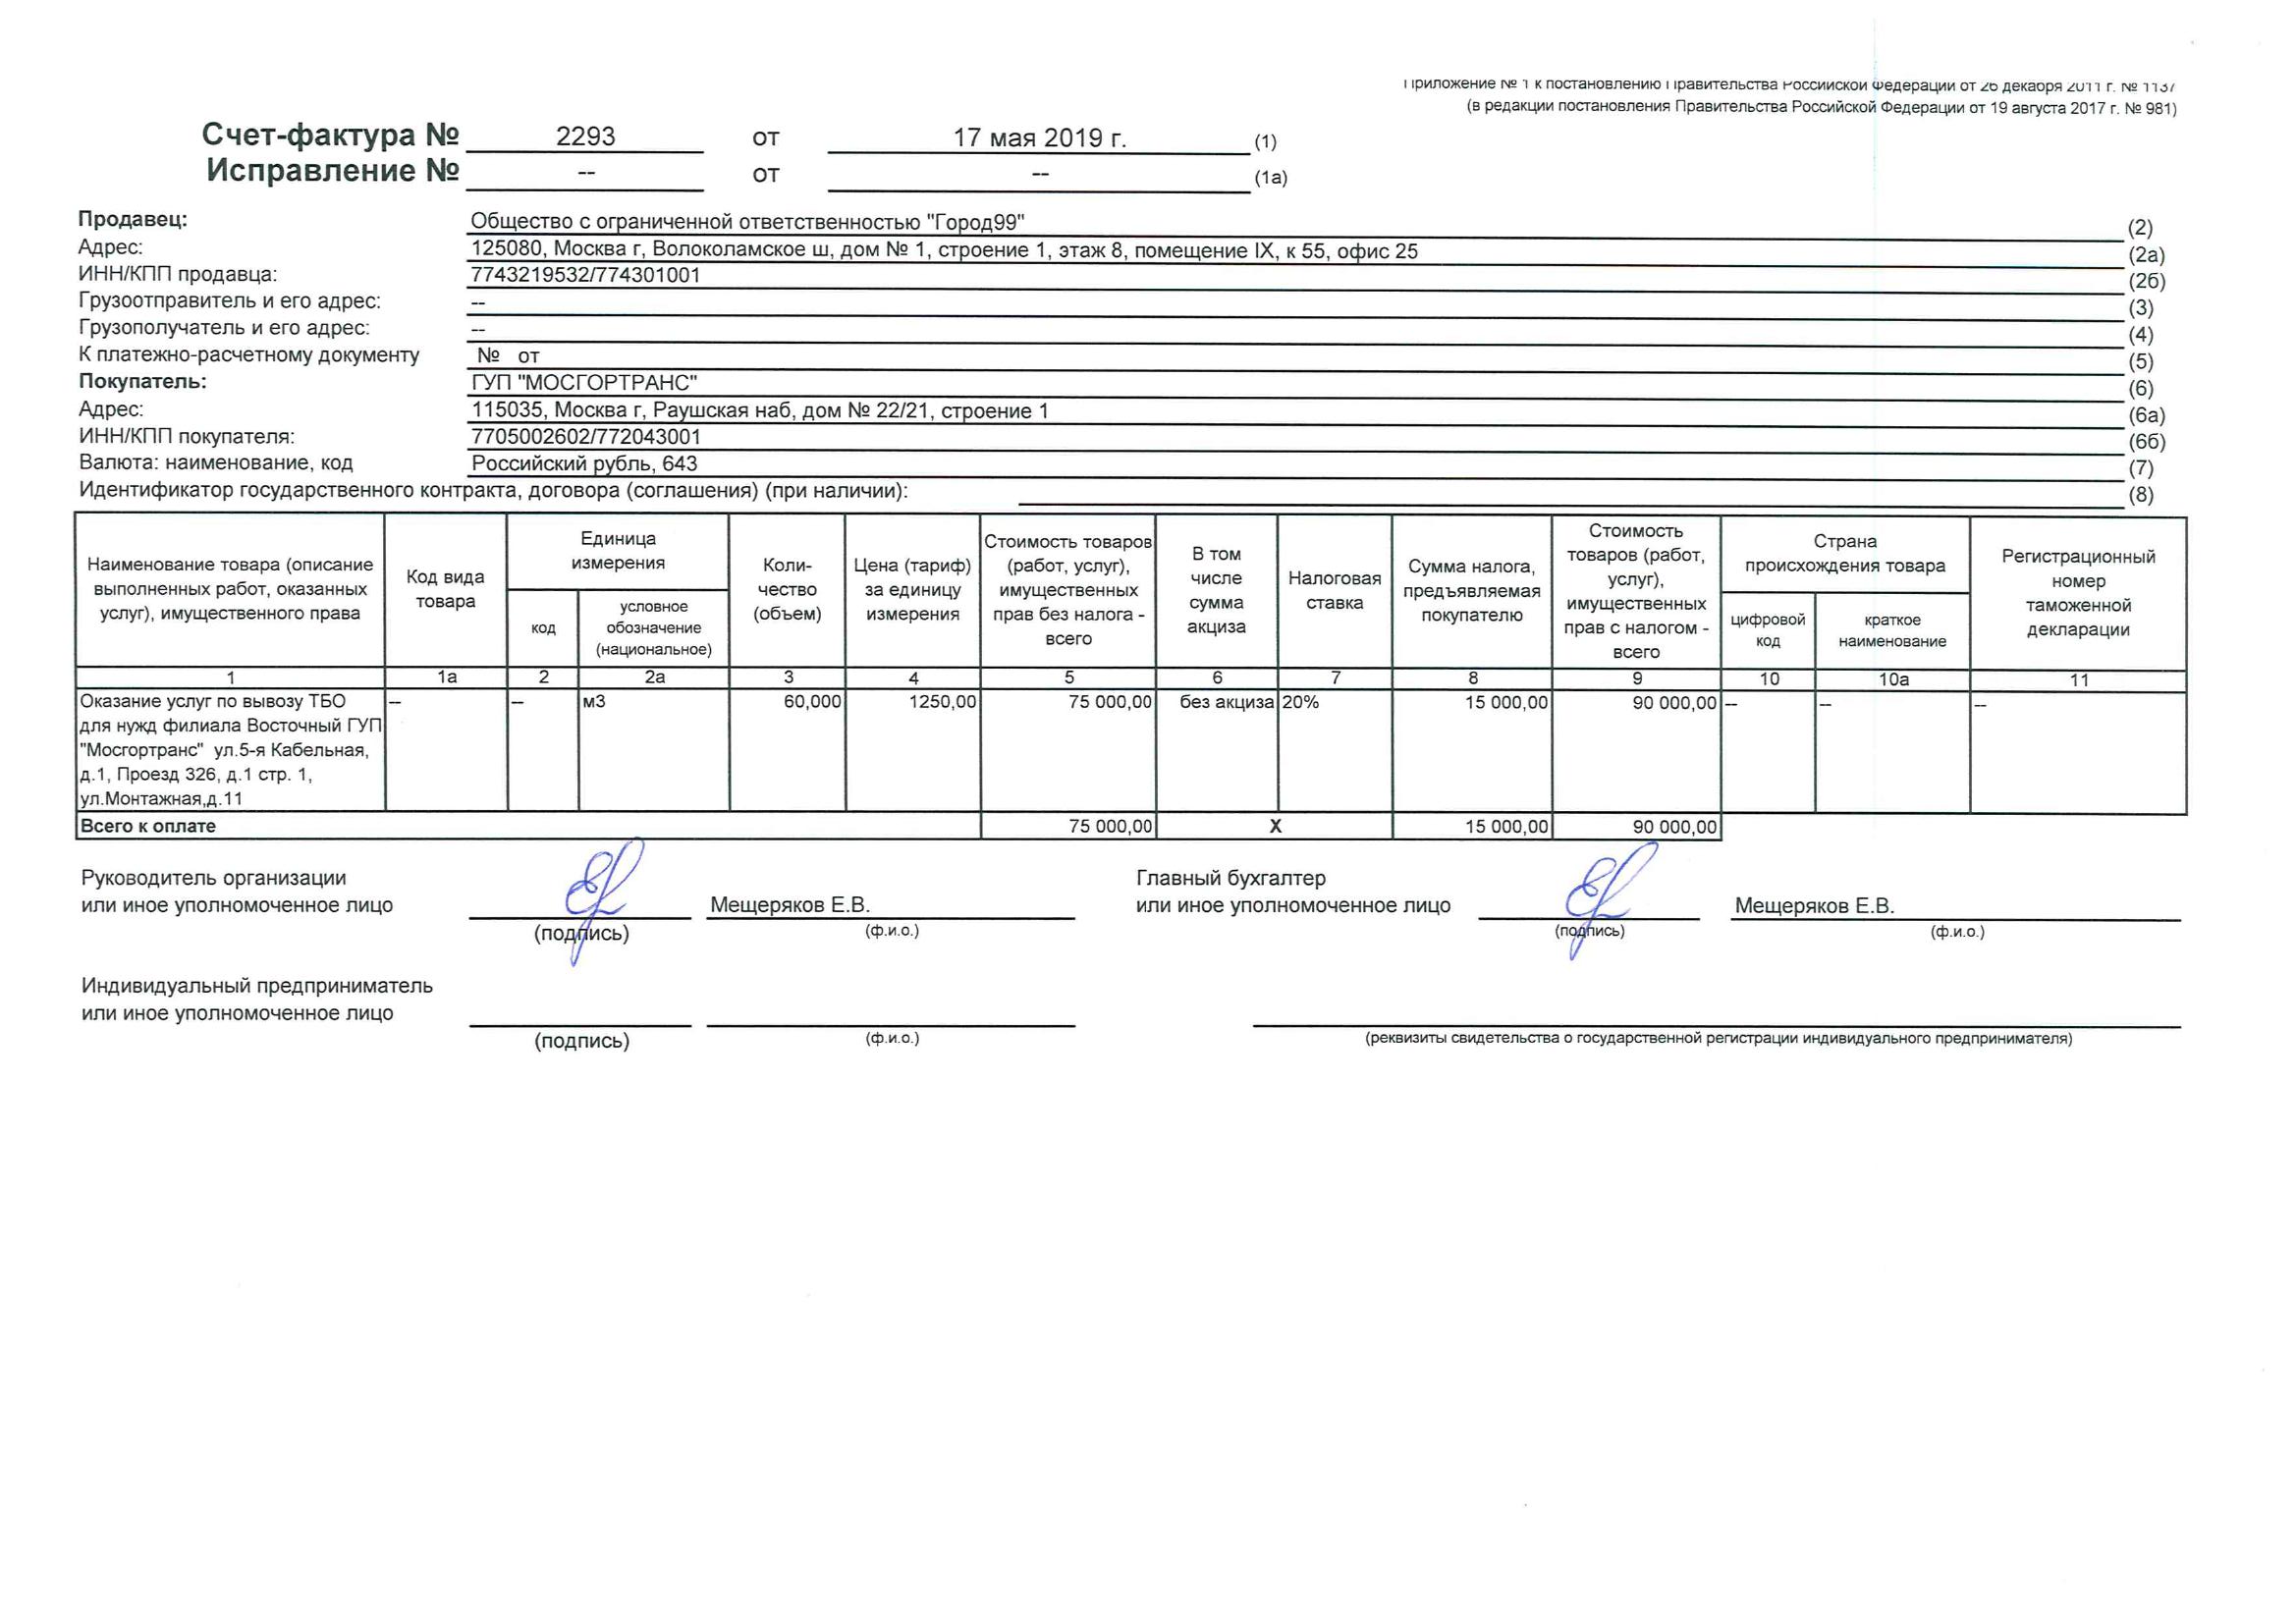 Приложение № 1 к постановлению Правительства Российской Федерации от 26 декабря 2011 г. № 1137
(в редакции постановления Правительства Российской Федерации от 19 августа 2017 г. № 981)
Счет-фактура № 2293 от 17 мая 2019 г. (1)
Исправление № -- от -- (1а)
Продавец: Общество с ограниченной ответственностью "Город99" (2)
Адрес: 125080, Москва г, Волоколамское ш, дом № 1, строение 1, этаж 8, помещение IX, к 55, офис 25 (2а)
ИНН/КПП продавца: 7743219532/774301001 (2б)
Грузоотправитель и его адрес: -- (3)
Грузополучатель и его адрес: -- (4)
К платежно-расчетному документу № от (5)
Покупатель: ГУП "МОСГОРТРАНС" (6)
Адрес: 115035, Москва г, Раушская наб, дом № 22/21, строение 1 (6а)
ИНН/КПП покупателя: 7705002602/772043001 (6б)
Валюта: наименование, код Российский рубль, 643 (7)
Идентификатор государственного контракта, договора (соглашения) (при наличии): (8)
Наименование товара (описание
выполненных работ, оказанных
услуг), имущественного права
Код вида
товара
Единица
измерения
код
условное
обозначение
(национальное)
Коли-
чество
(объем)
Цена (тариф)
за единицу
измерения
Стоимость товаров
(работ, услуг),
имущественных
прав без налога -
всего
В том
числе
сумма
акциза
Налоговая
ставка
Сумма налога,
предъявляемая
покупателю
Стоимость
товаров (работ,
услуг),
имущественных
прав с налогом -
всего
Страна
происхождения товара
цифровой
код
краткое
наименование
Регистрационный
номер
таможенной
декларации
1 1а 2 2а 3 4 5 6 7 8 9 10 10а 11
Оказание услуг по вывозу ТБО -- -- м3 60,000 1250,00 75 000,00 без акциза 20% 15 000,00 90 000,00 -- -- --
для нужд филиала Восточный ГУП
"Мосгортранс" ул.5-я Кабельная,
д.1, Проезд 326, д.1 стр. 1,
ул.Монтажная,д.11
Всего к оплате 75 000,00 Х 15 000,00 90 000,00
Руководитель организации
или иное уполномоченное лицо Мещеряков Е.В.
(подпись) (ф.и.о.)
Главный бухгалтер
или иное уполномоченное лицо Мещеряков Е.В.
(подпись) (ф.и.о.)
Индивидуальный предприниматель
или иное уполномоченное лицо
(подпись) (ф.и.о.) (реквизиты свидетельства о государственной регистрации индивидуального предпринимателя)